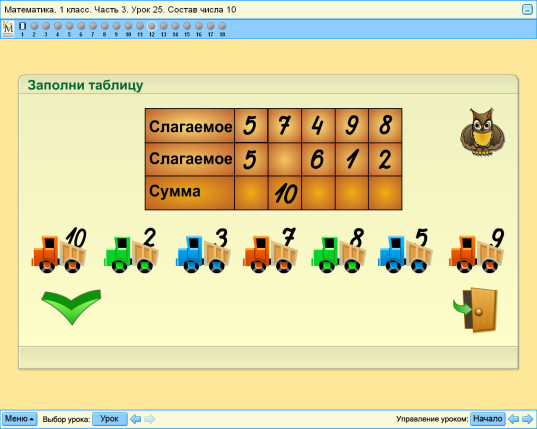 Математика. 1 класс. Часть 3. Урок 25. Состав числа 10
М 1 2 3 4 5 6 7 8 9 10 11 12 13 14 15 16 17 18
Заполни таблицу
Слагаемое 5 7 4 9 8
Слагаемое 5 6 1 2
Сумма 10
10 2 3 7 8 5 9
Меню Выбор урока: Урок Управление уроком: Начало